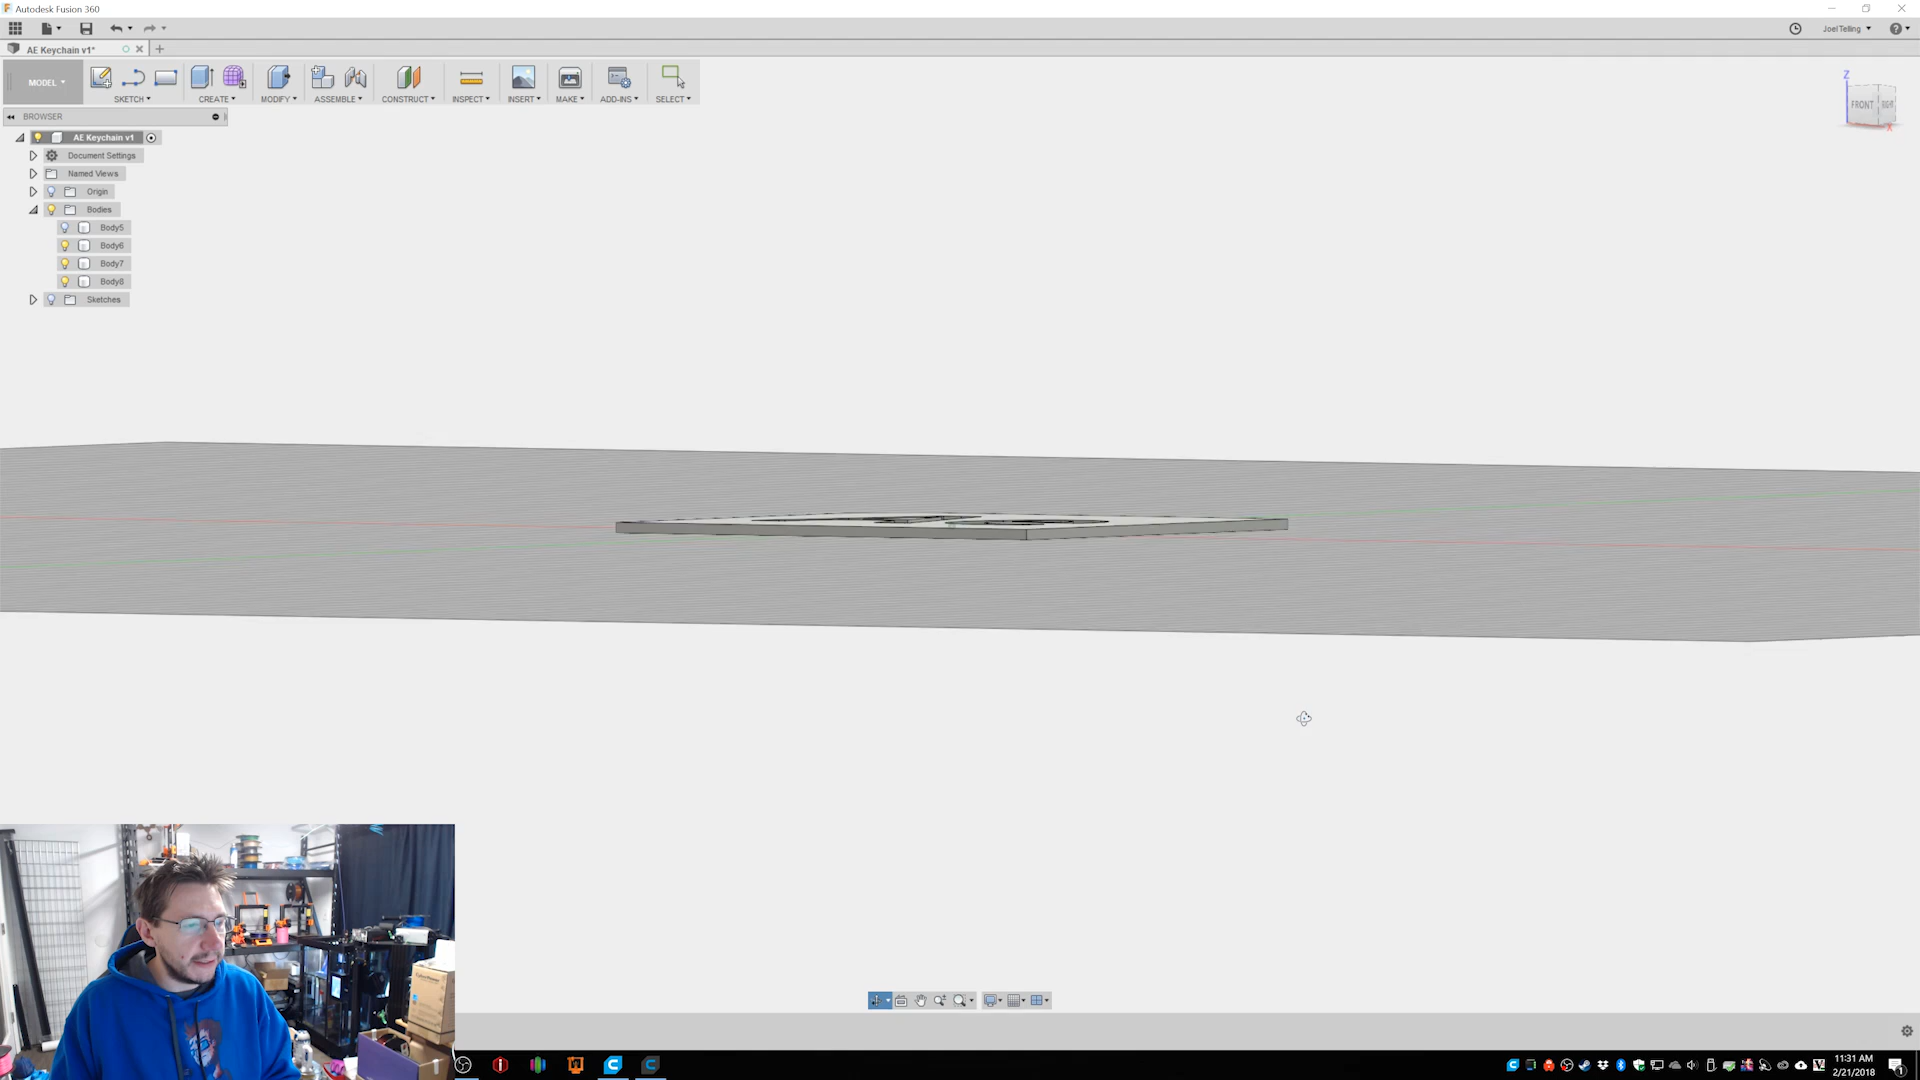 Autodesk Fusion 360
Joel Telling
AE Keychain v1*
MODEL
SKETCH
CREATE
MODIFY
ASSEMBLE
CONSTRUCT
INSPECT
INSERT
MAKE
ADD-INS
SELECT
BROWSER
AE Keychain v1
Document Settings
Named Views
Origin
Bodies
Body5
Body6
Body7
Body8
Sketches
Z
FRONT
X
11:31 AM
2/21/2018